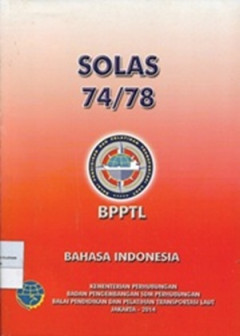 SOLAS
74/78
BPPTL
BAHASA INDONESIA
KEMENTERIAN PERHUBUNGAN
BADAN PENGEMBANGAN SDM PERHUBUNGAN
BALAI PENDIDIKAN DAN PELATIHAN TRANSPORTASI LAUT
JAKARTA - 2014